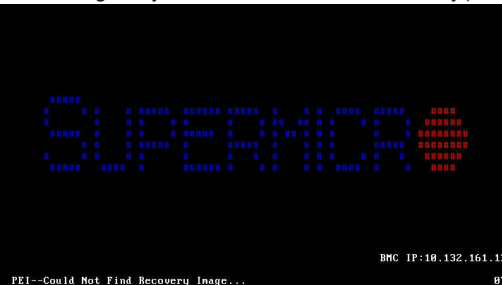 SUPERMICRO
BMC IP:10.132.161.1
PEI--Could Not Find Recovery Image...